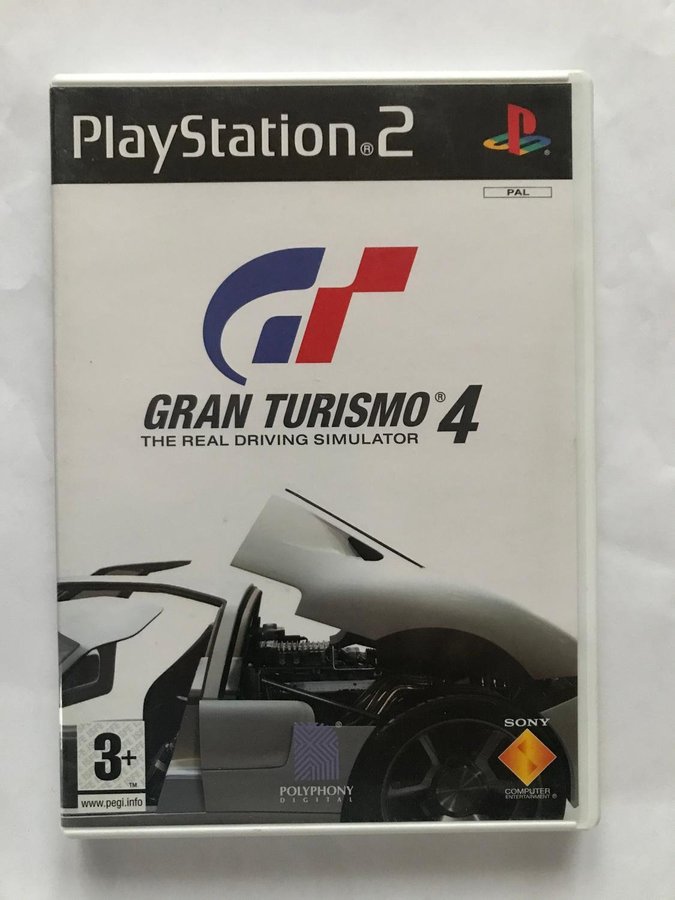 PlayStation®2
®
PAL
GRAN TURISMO®4
THE REAL DRIVING SIMULATOR
3+
™
www.pegi.info
®
POLYPHONY
DIGITAL
SONY
COMPUTER
ENTERTAINMENT ®